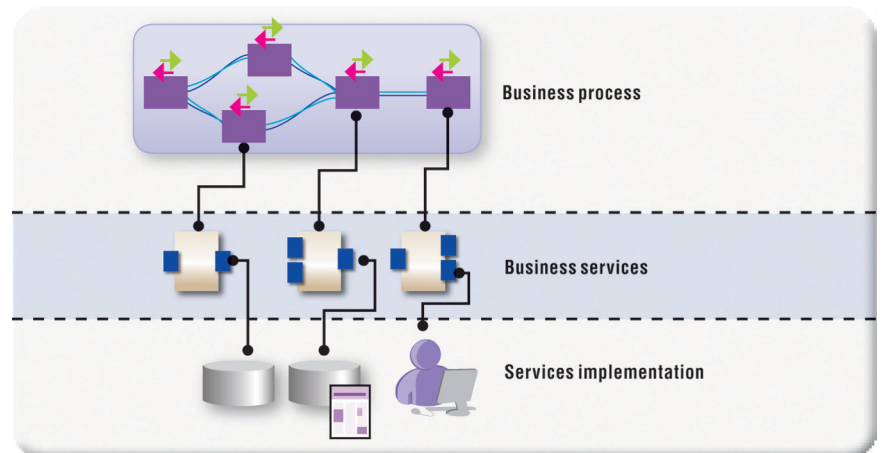 Business process
Business services
Services implementation